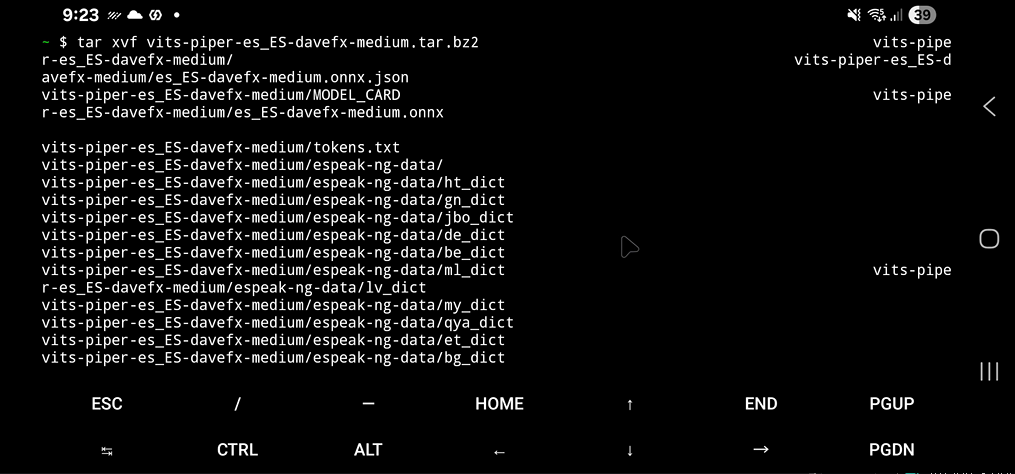 9:23
39
~ $ tar xvf vits-piper-es_ES-davefx-medium.tar.bz2 vits-pipe
r-es_ES-davefx-medium/ vits-piper-es_ES-d
avefx-medium/es_ES-davefx-medium.onnx.json
vits-piper-es_ES-davefx-medium/MODEL_CARD vits-pipe
r-es_ES-davefx-medium/es_ES-davefx-medium.onnx
vits-piper-es_ES-davefx-medium/tokens.txt
vits-piper-es_ES-davefx-medium/espeak-ng-data/
vits-piper-es_ES-davefx-medium/espeak-ng-data/ht_dict
vits-piper-es_ES-davefx-medium/espeak-ng-data/gn_dict
vits-piper-es_ES-davefx-medium/espeak-ng-data/jbo_dict
vits-piper-es_ES-davefx-medium/espeak-ng-data/de_dict
vits-piper-es_ES-davefx-medium/espeak-ng-data/be_dict
vits-piper-es_ES-davefx-medium/espeak-ng-data/ml_dict vits-pipe
r-es_ES-davefx-medium/espeak-ng-data/lv_dict
vits-piper-es_ES-davefx-medium/espeak-ng-data/my_dict
vits-piper-es_ES-davefx-medium/espeak-ng-data/qya_dict
vits-piper-es_ES-davefx-medium/espeak-ng-data/et_dict
vits-piper-es_ES-davefx-medium/espeak-ng-data/bg_dict
ESC / — HOME ↑ END PGUP
↹ CTRL ALT ← ↓ → PGDN